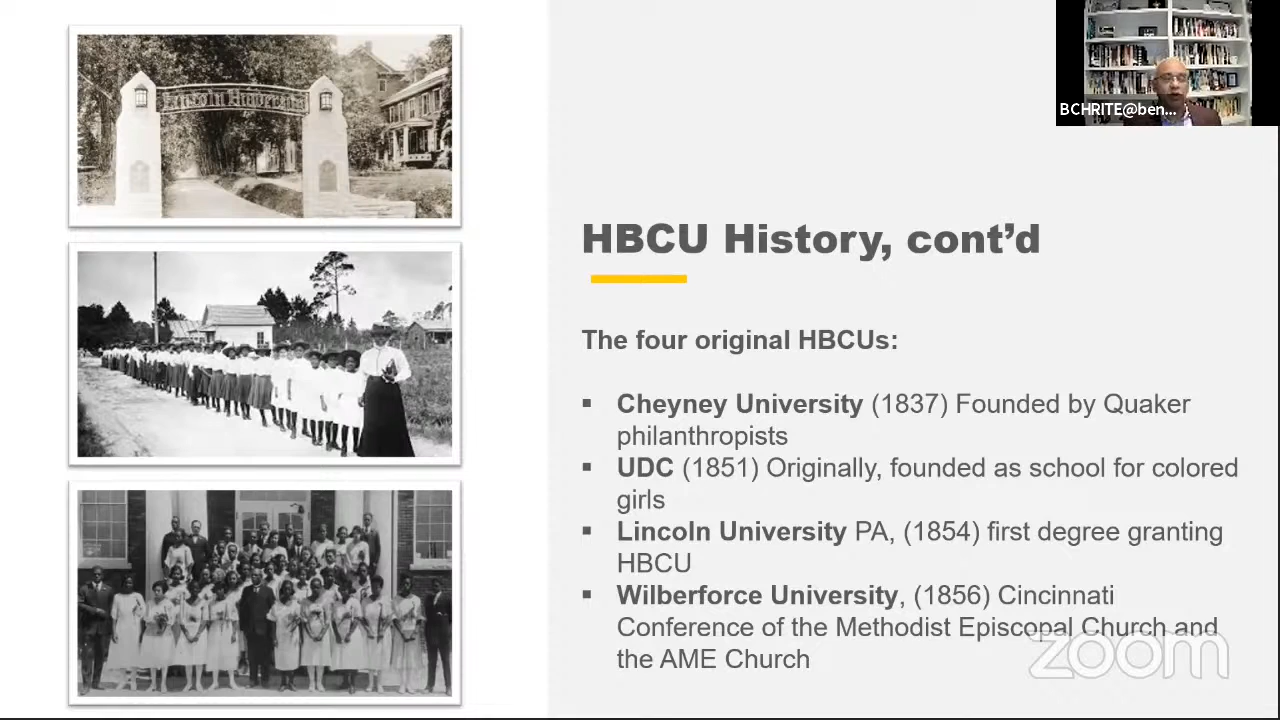 Lincoln University
BCHRITE@ben...
HBCU History, cont’d
The four original HBCUs:
▪ Cheyney University (1837) Founded by Quaker
philanthropists
▪ UDC (1851) Originally, founded as school for colored
girls
▪ Lincoln University PA, (1854) first degree granting
HBCU
▪ Wilberforce University, (1856) Cincinnati
Conference of the Methodist Episcopal Church and
the AME Church
zoom